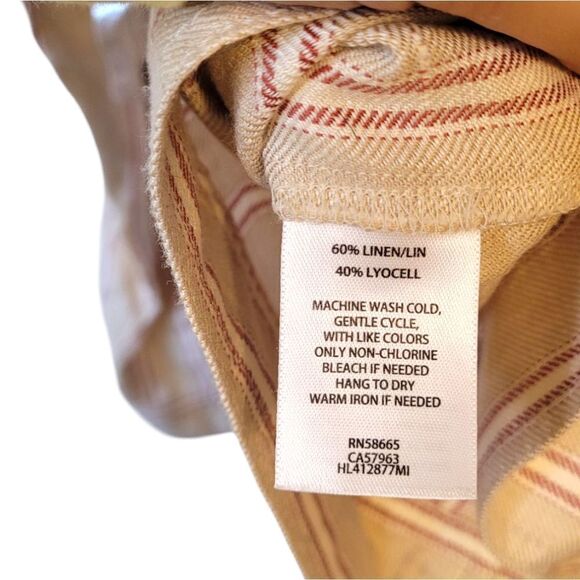 60% LINEN/LIN
40% LYOCELL
MACHINE WASH COLD,
GENTLE CYCLE,
WITH LIKE COLORS
ONLY NON-CHLORINE
BLEACH IF NEEDED
HANG TO DRY
WARM IRON IF NEEDED
RN58665
CA57963
HL412877MI